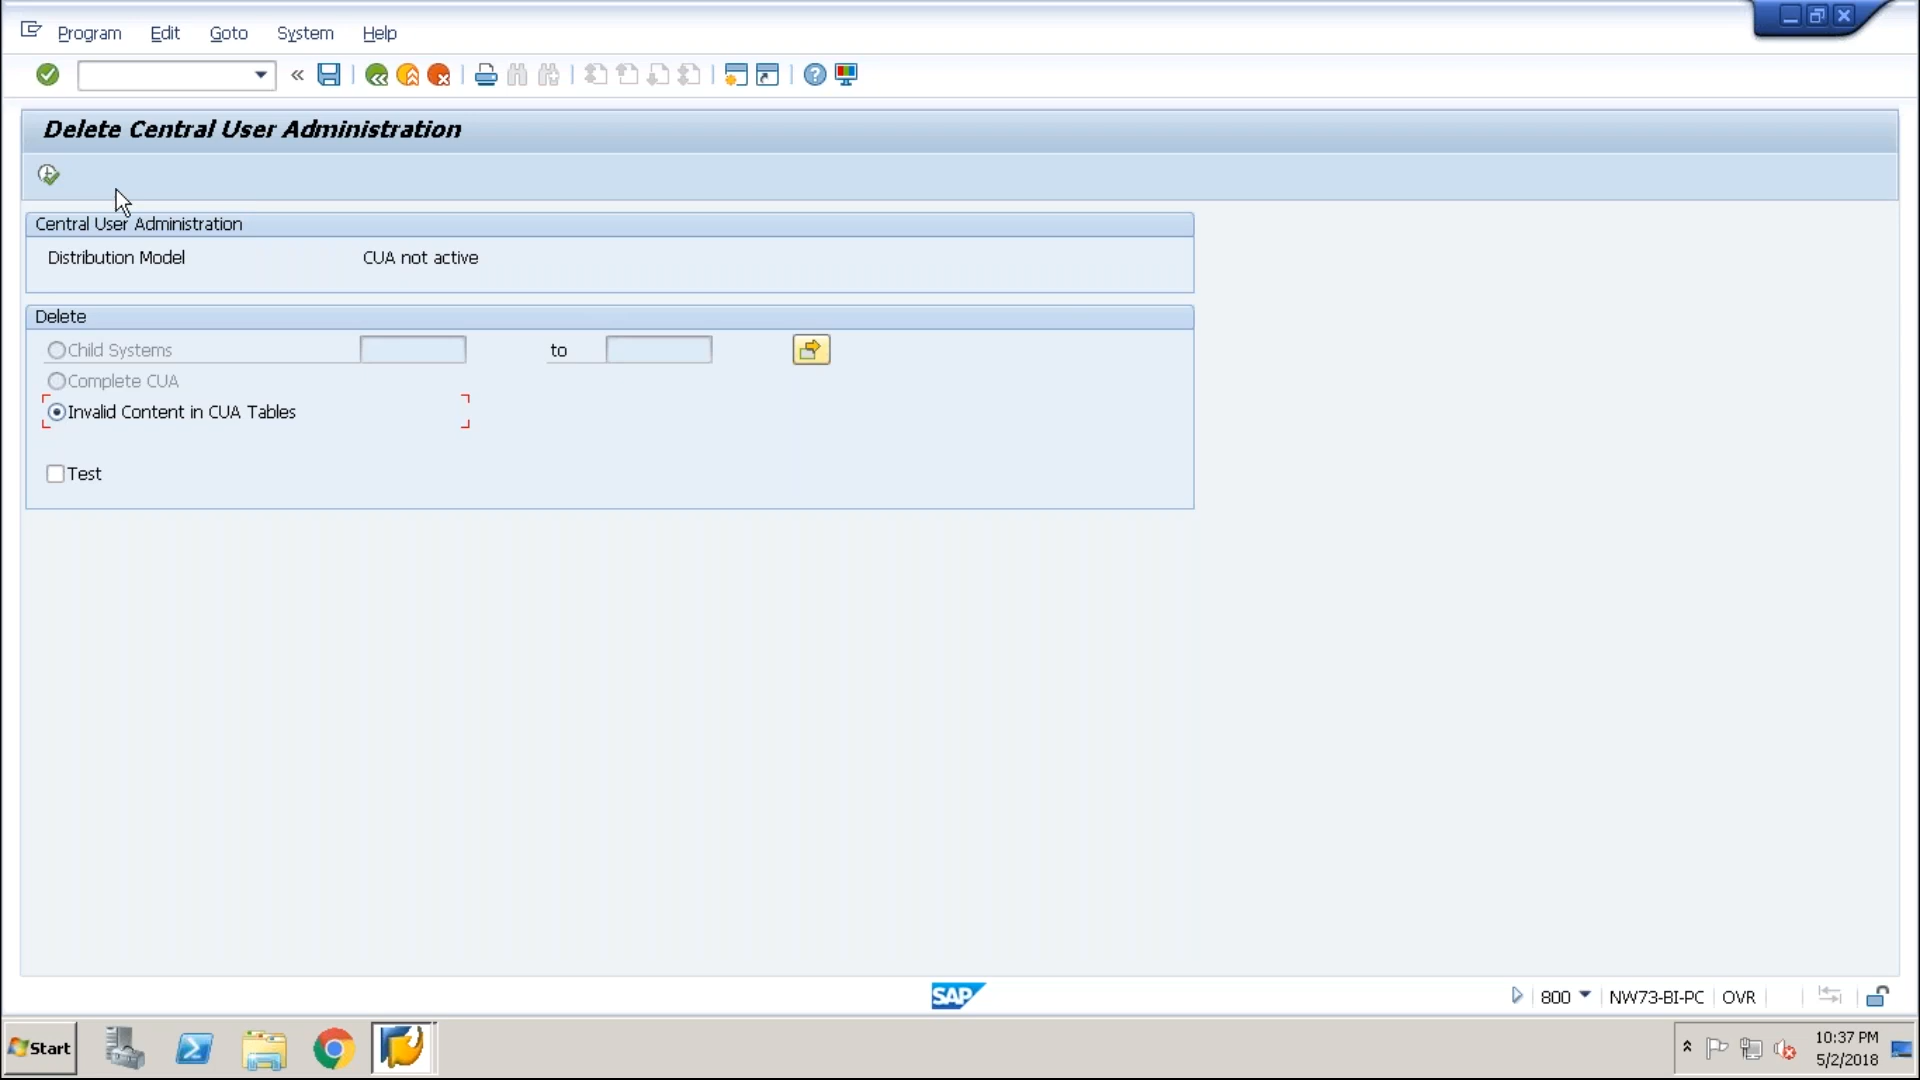 Program Edit Goto System Help
Delete Central User Administration
Central User Administration
Distribution Model CUA not active
Delete
Child Systems to
Complete CUA
Invalid Content in CUA Tables
Test
SAP
800 NW73-BI-PC OVR
Start
10:37 PM
5/2/2018